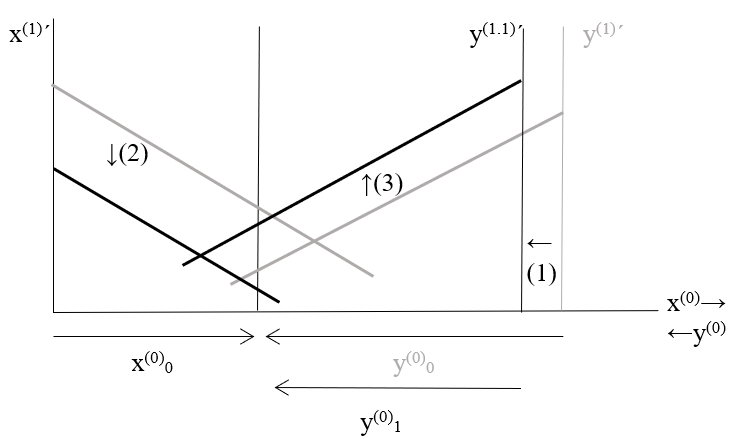 x⁽¹⁾´ y⁽¹·¹⁾´ y⁽¹⁾´
↓(2)
↑(3)
←
(1)
x⁽⁰⁾→
←y⁽⁰⁾
x⁽⁰⁾₀ y⁽⁰⁾₀
y⁽⁰⁾₁